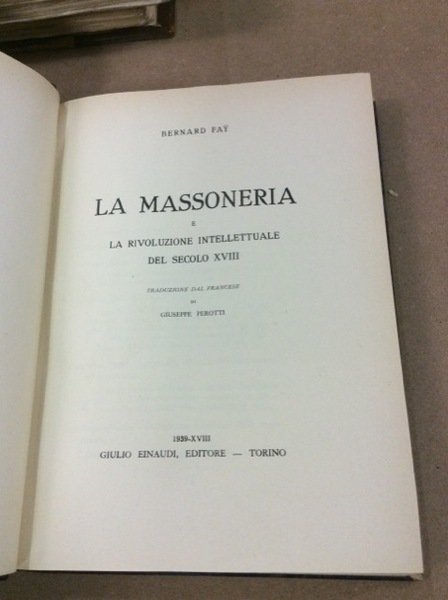 BERNARD FAŸ
LA MASSONERIA
E
LA RIVOLUZIONE INTELLETTUALE
DEL SECOLO XVIII
TRADUZIONE DAL FRANCESE
DI
GIUSEPPE PEROTTI
1939-XVIII
GIULIO EINAUDI, EDITORE — TORINO